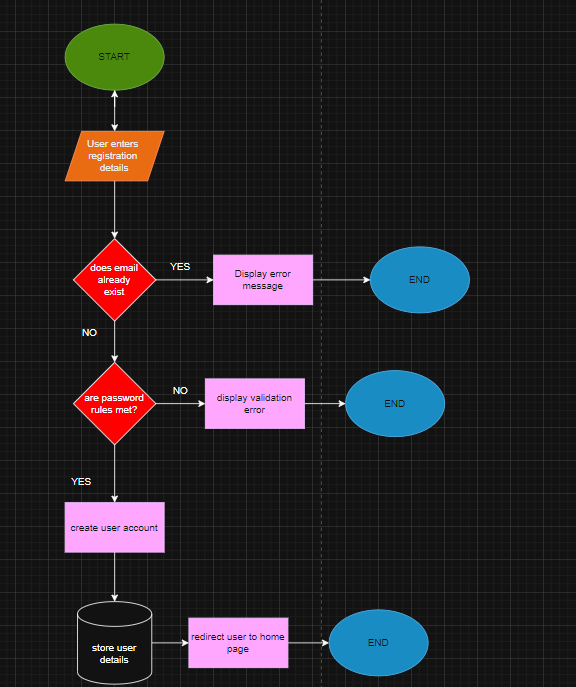 START
User enters
registration
details
does email
already
exist
YES
Display error
message
END
NO
are password
rules met?
NO
display validation
error
END
YES
create user account
store user
details
redirect user to home
page
END